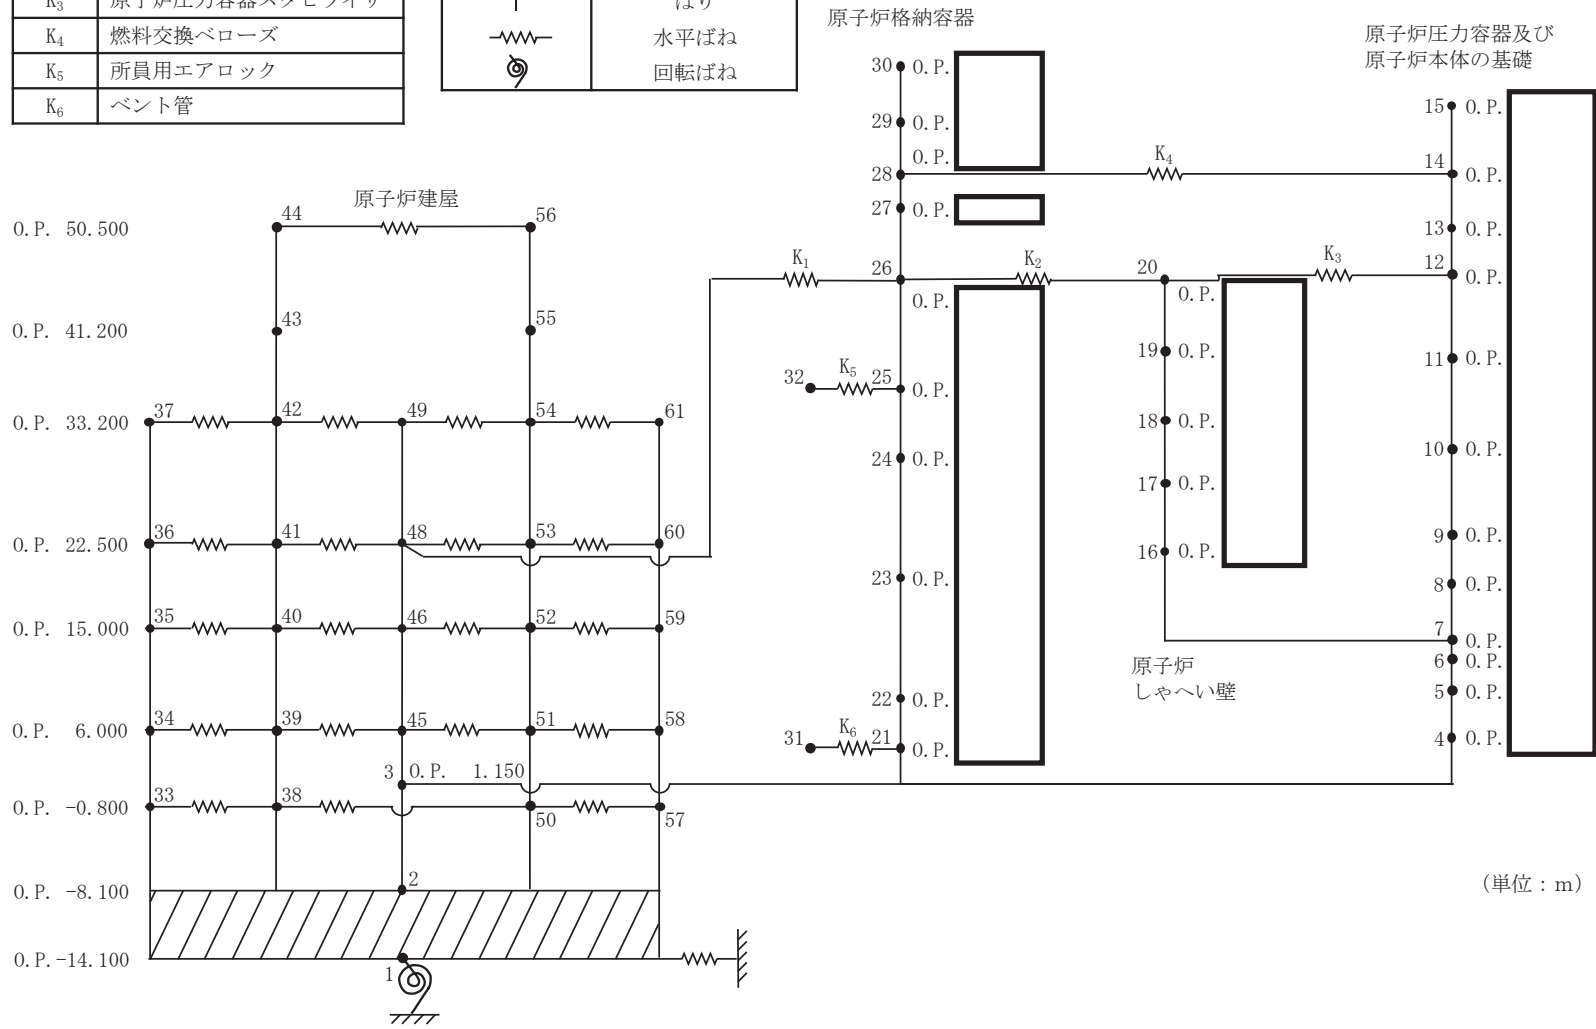 K₃ 原子炉圧力容器スタビライザ
K₄ 燃料交換ベローズ
K₅ 所員用エアロック
K₆ ベント管
はり
水平ばね
回転ばね
原子炉格納容器
原子炉圧力容器及び
原子炉本体の基礎
30 O.P.
29 O.P.
O.P.
28
27 O.P.
26
O.P.
25 O.P.
24 O.P.
23 O.P.
22 O.P.
21 O.P.
15 O.P.
14 O.P.
13 O.P.
12 O.P.
11 O.P.
10 O.P.
9 O.P.
8 O.P.
7 O.P.
6 O.P.
5 O.P.
4 O.P.
K₄
K₁
K₂
K₃
32 K₅
31 K₆
20
O.P.
19 O.P.
18 O.P.
17 O.P.
16 O.P.
原子炉
しゃへい壁
原子炉建屋
O.P. 50.500 44 56
O.P. 41.200 43 55
O.P. 33.200 37 42 49 54 61
O.P. 22.500 36 41 48 53 60
O.P. 15.000 35 40 46 52 59
O.P. 6.000 34 39 45 51 58
3 O.P. 1.150
O.P. -0.800 33 38 50 57
O.P. -8.100 2
O.P.-14.100
1
(単位：m)